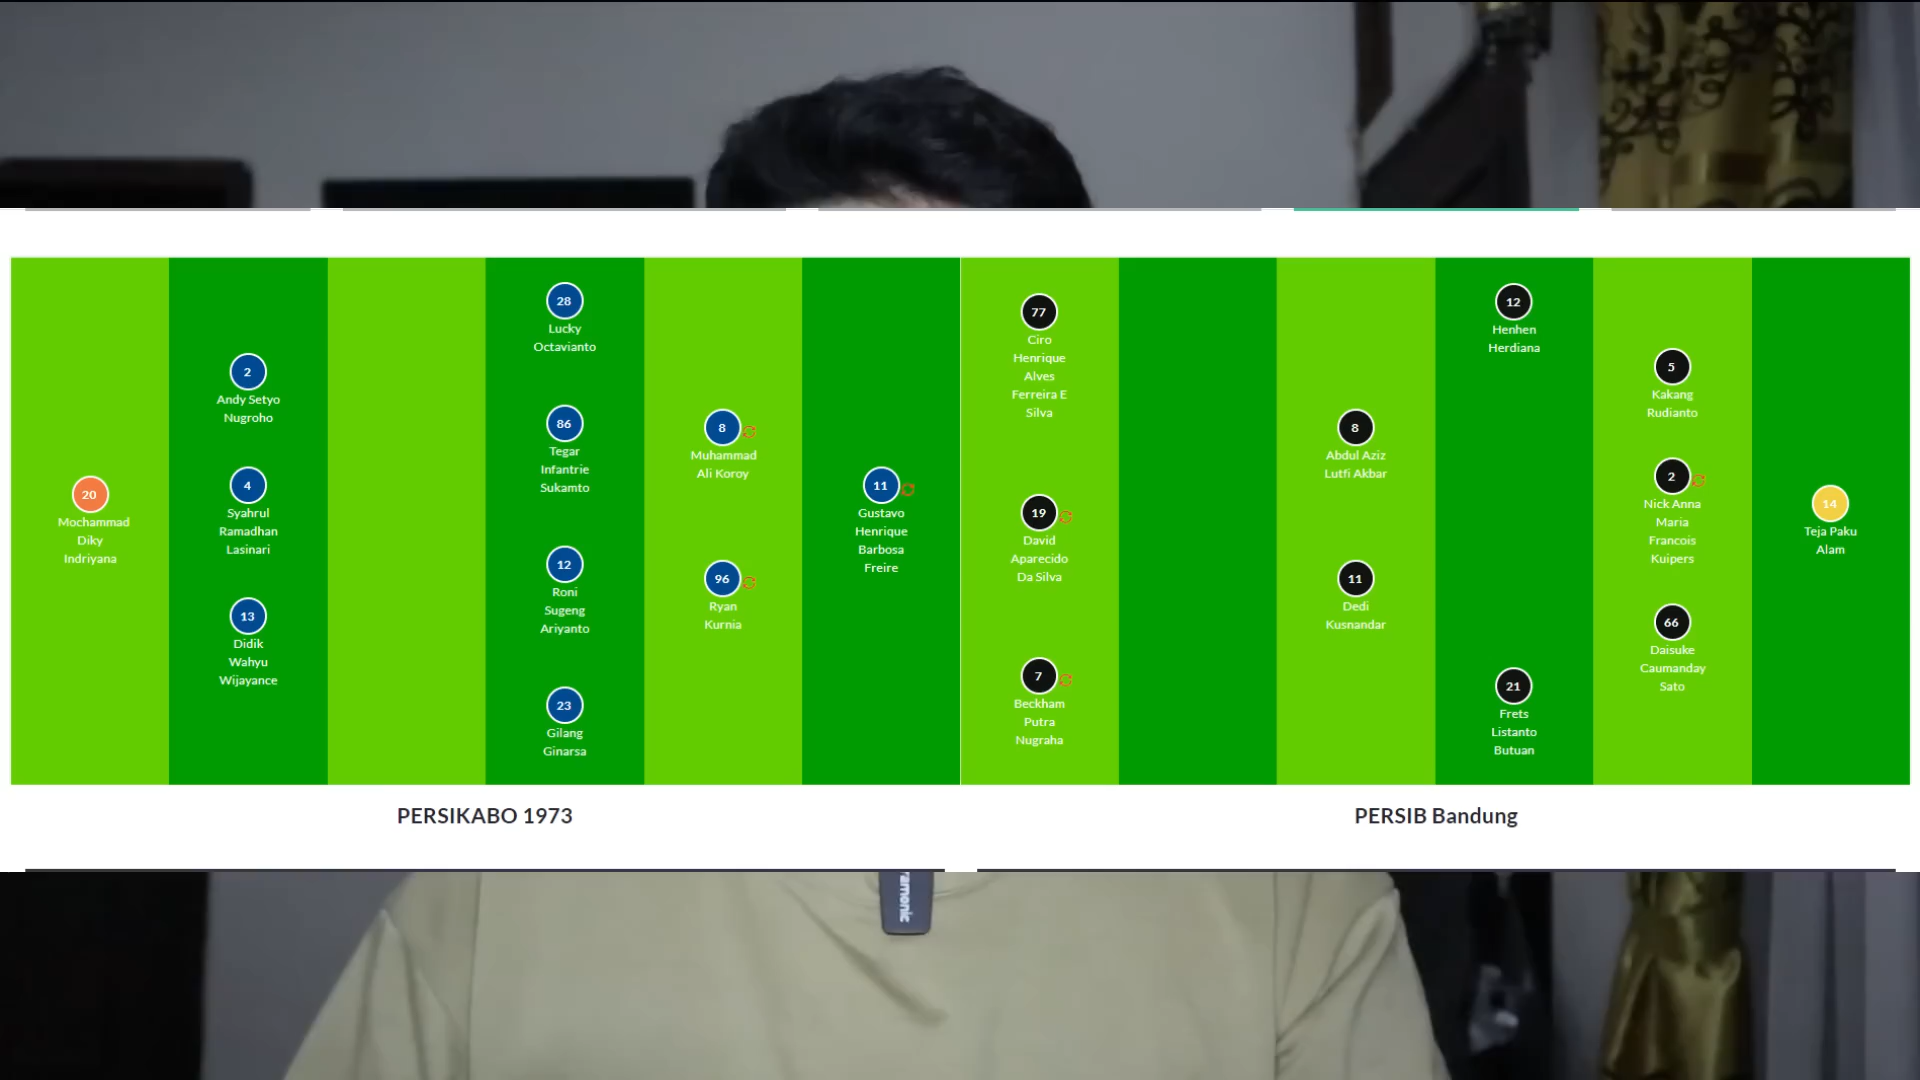 20
Mochammad
Diky
Indriyana
2
Andy Setyo
Nugroho
4
Syahrul
Ramadhan
Lasinari
13
Didik
Wahyu
Wijayance
28
Lucky
Octavianto
86
Tegar
Infantrie
Sukamto
12
Roni
Sugeng
Ariyanto
23
Gilang
Ginarsa
8
Muhammad
Ali Koroy
96
Ryan
Kurnia
11
Gustavo
Henrique
Barbosa
Freire
77
Ciro
Henrique
Alves
Ferreira E
Silva
19
David
Aparecido
Da Silva
7
Beckham
Putra
Nugraha
8
Abdul Aziz
Lutfi Akbar
11
Dedi
Kusnandar
12
Henhen
Herdiana
21
Frets
Listanto
Butuan
5
Kakang
Rudianto
2
Nick Anna
Maria
Francois
Kuipers
66
Daisuke
Caumanday
Sato
14
Teja Paku
Alam
PERSIKABO 1973
PERSIB Bandung
ramonic